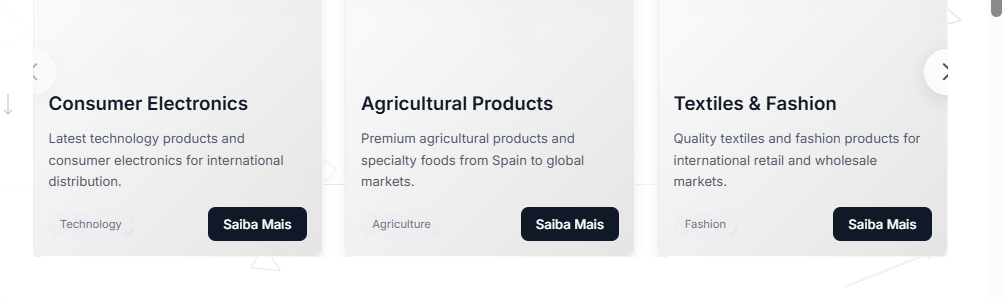 Consumer Electronics
Latest technology products and
consumer electronics for international
distribution.
Technology
Saiba Mais
Agricultural Products
Premium agricultural products and
specialty foods from Spain to global
markets.
Agriculture
Saiba Mais
Textiles & Fashion
Quality textiles and fashion products for
international retail and wholesale
markets.
Fashion
Saiba Mais